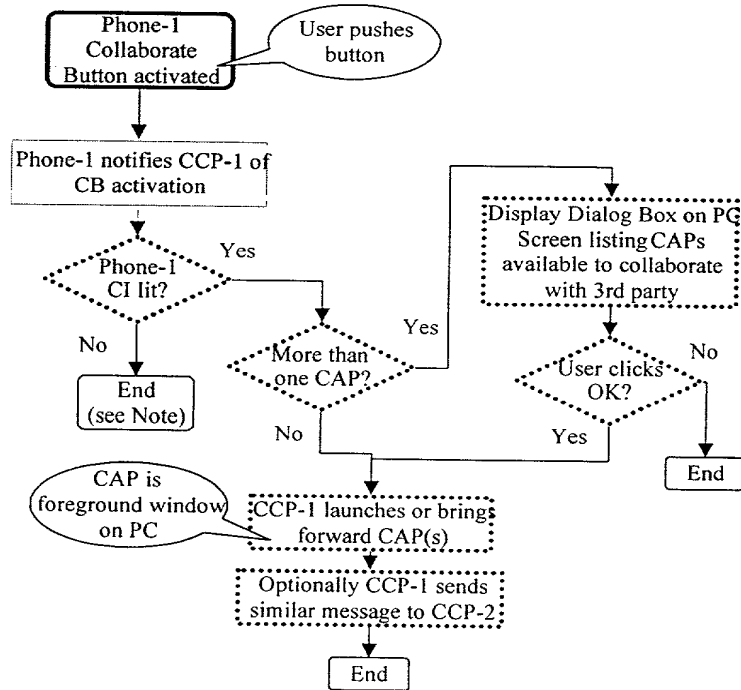 Phone-1
Collaborate
Button activated
User pushes
button
Phone-1 notifies CCP-1 of
CB activation
Display Dialog Box on PC
Screen listing CAPs
available to collaborate
with 3rd party
Yes
Phone-1
CI lit?
Yes
No
More than
one CAP?
User clicks
OK?
No
End
(see Note)
No
Yes
End
CAP is
foreground window
on PC
CCP-1 launches or brings
forward CAP(s)
Optionally CCP-1 sends
similar message to CCP-2
End